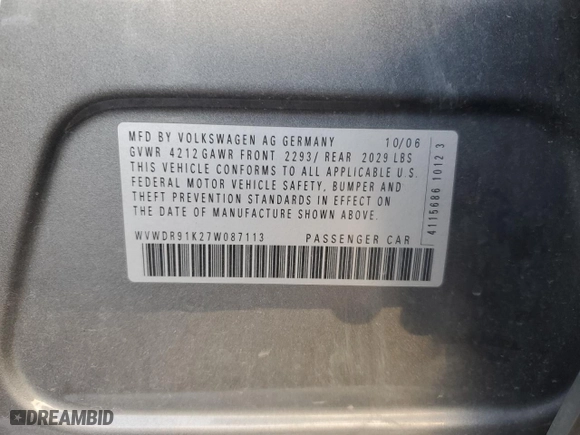 MFD BY VOLKSWAGEN AG GERMANY 10/06
GVWR 4212 GAWR FRONT 2293/ REAR 2029 LBS
THIS VEHICLE CONFORMS TO ALL APPLICABLE U.S.
FEDERAL MOTOR VEHICLE SAFETY, BUMPER AND
THEFT PREVENTION STANDARDS IN EFFECT ON
THE DATE OF MANUFACTURE SHOWN ABOVE.
WVWDR91K27W087113 PASSENGER CAR
4115686 1012 3
DREAMBID